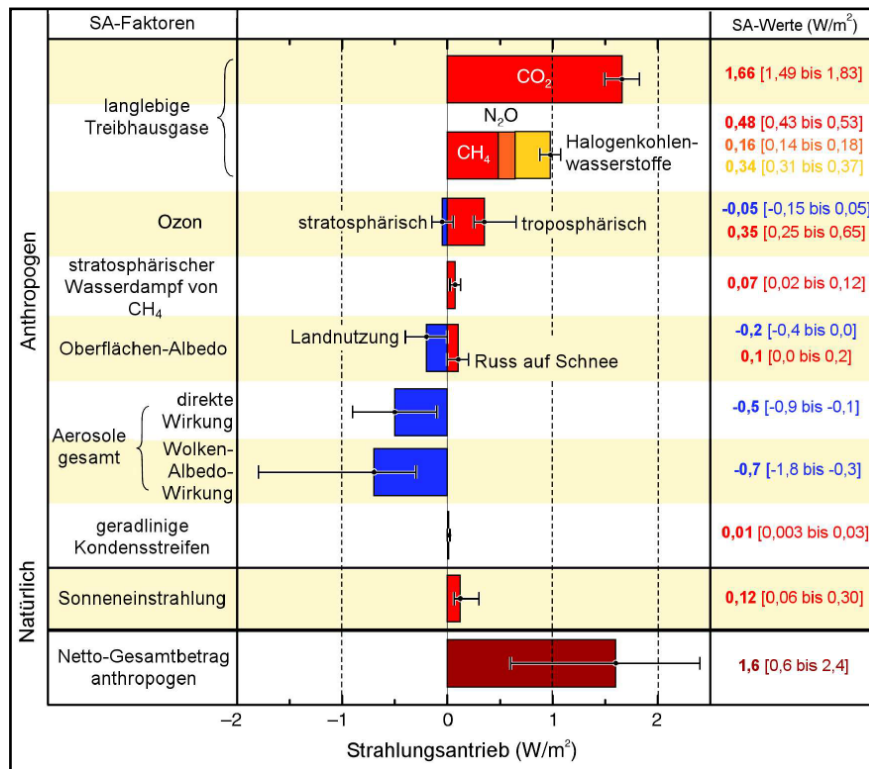 SA-Faktoren
SA-Werte (W/m²)
Anthropogen
langlebige
Treibhausgase
CO₂
1,66 [1,49 bis 1,83]
N₂O
CH₄
Halogenkohlen-
wasserstoffe
0,48 [0,43 bis 0,53]
0,16 [0,14 bis 0,18]
0,34 [0,31 bis 0,37]
Ozon
stratosphärisch
troposphärisch
-0,05 [-0,15 bis 0,05]
0,35 [0,25 bis 0,65]
stratosphärischer
Wasserdampf von
CH₄
0,07 [0,02 bis 0,12]
Oberflächen-Albedo
Landnutzung
Russ auf Schnee
-0,2 [-0,4 bis 0,0]
0,1 [0,0 bis 0,2]
Aerosole
gesamt
direkte
Wirkung
-0,5 [-0,9 bis -0,1]
Wolken-
Albedo-
Wirkung
-0,7 [-1,8 bis -0,3]
geradlinige
Kondensstreifen
0,01 [0,003 bis 0,03]
Natürlich
Sonneneinstrahlung
0,12 [0,06 bis 0,30]
Netto-Gesamtbetrag
anthropogen
1,6 [0,6 bis 2,4]
–2 –1 0 1 2
Strahlungsantrieb (W/m²)